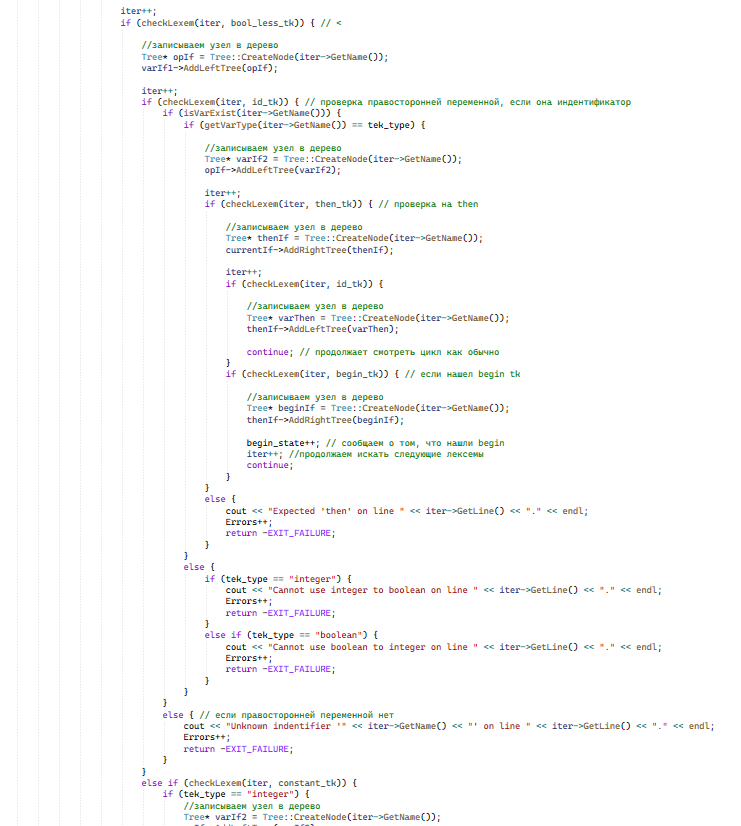 iter++;
if (checkLexem(iter, bool_less_tk)) { // <
//записываем узел в дерево
Tree* opIf = Tree::CreateNode(iter->GetName());
varIf1->AddLeftTree(opIf);
iter++;
if (checkLexem(iter, id_tk)) { // проверка правосторонней переменной, если она индентификатор
if (isVarExist(iter->GetName())) {
if (getVarType(iter->GetName()) == tek_type) {
//записываем узел в дерево
Tree* varIf2 = Tree::CreateNode(iter->GetName());
opIf->AddLeftTree(varIf2);
iter++;
if (checkLexem(iter, then_tk)) { // проверка на then
//записываем узел в дерево
Tree* thenIf = Tree::CreateNode(iter->GetName());
currentIf->AddRightTree(thenIf);
iter++;
if (checkLexem(iter, id_tk)) {
//записываем узел в дерево
Tree* varThen = Tree::CreateNode(iter->GetName());
thenIf->AddLeftTree(varThen);
continue; // продолжает смотреть цикл как обычно
}
if (checkLexem(iter, begin_tk)) { // если нашел begin tk
//записываем узел в дерево
Tree* beginIf = Tree::CreateNode(iter->GetName());
thenIf->AddRightTree(beginIf);
begin_state++; // сообщаем о том, что нашли begin
iter++; //продолжаем искать следующие лексемы
continue;
}
}
else {
cout << "Expected 'then' on line " << iter->GetLine() << "." << endl;
Errors++;
return -EXIT_FAILURE;
}
}
else {
if (tek_type == "integer") {
cout << "Cannot use integer to boolean on line " << iter->GetLine() << "." << endl;
Errors++;
return -EXIT_FAILURE;
}
else if (tek_type == "boolean") {
cout << "Cannot use boolean to integer on line " << iter->GetLine() << "." << endl;
Errors++;
return -EXIT_FAILURE;
}
}
}
else { // если правосторонней переменной нет
cout << "Unkown indentifier '" << iter->GetName() << "' on line " << iter->GetLine() << "." << endl;
Errors++;
return -EXIT_FAILURE;
}
}
else if (checkLexem(iter, constant_tk)) {
if (tek_type == "integer") {
//записываем узел в дерево
Tree* varIf2 = Tree::CreateNode(iter->GetName());